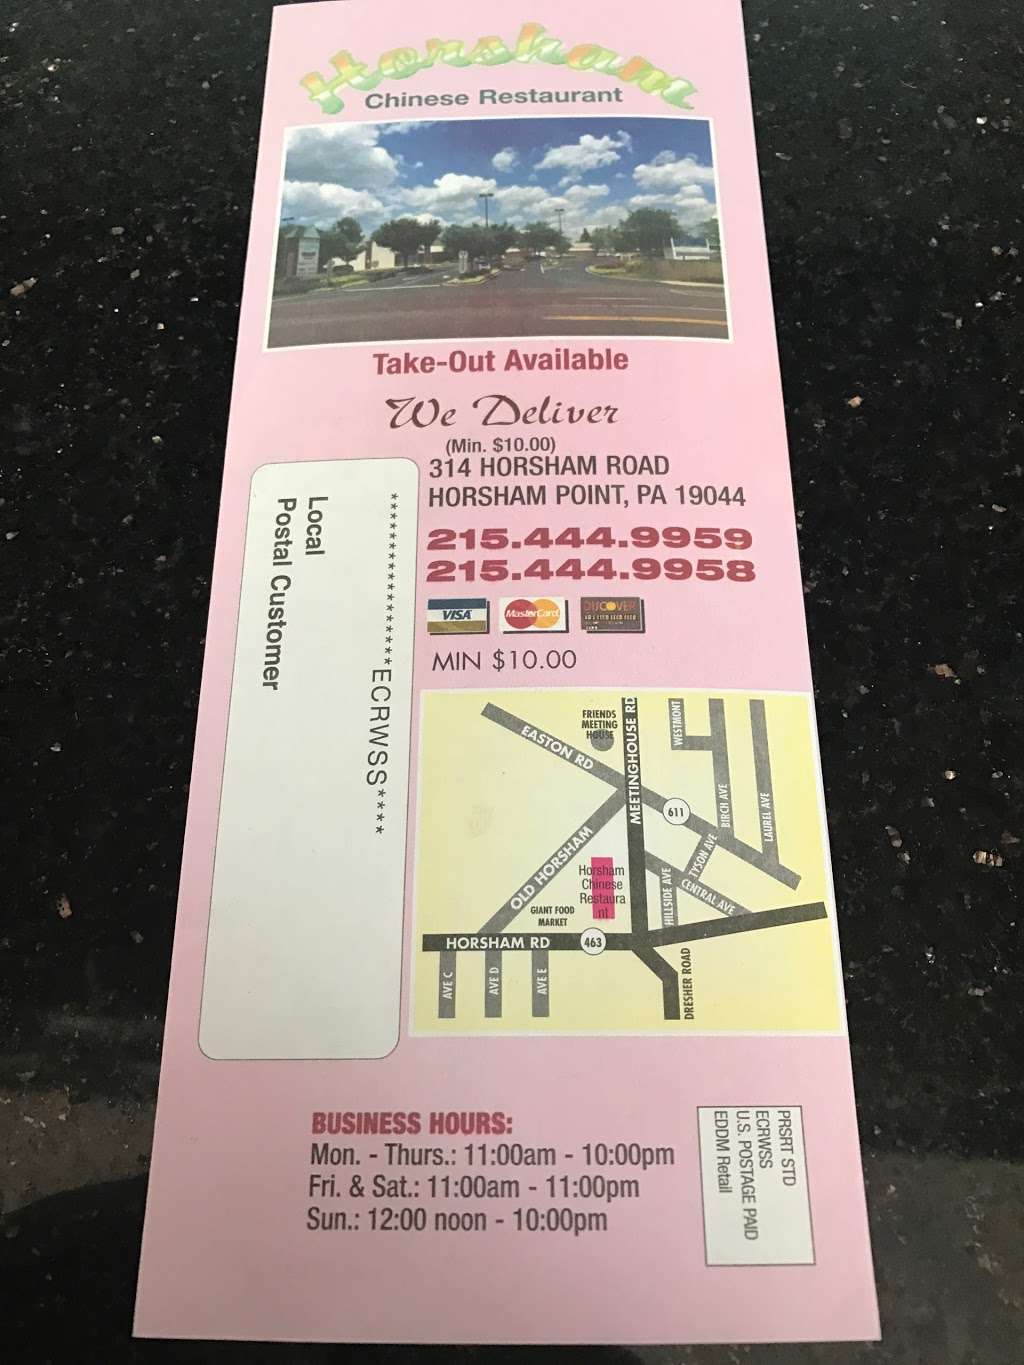 Horsham
Chinese Restaurant
Take-Out Available
We Deliver
(Min. $10.00)
314 HORSHAM ROAD
HORSHAM POINT, PA 19044
215.444.9959
215.444.9958
VISA
MasterCard
DISCOVER
MIN $10.00
*********************ECRWSS****
Local
Postal Customer
FRIENDS
MEETING
HOUSE
EASTON RD
MEETINGHOUSE RD
WESTMONT
BIRCH AVE
LAUREL AVE
611
TYSON AVE
OLD HORSHAM
Horsham
Chinese
Restaura
nt
HILLSIDE AVE
CENTRAL AVE
GIANT FOOD
MARKET
HORSHAM RD
463
AVE C
AVE D
AVE E
DRESHER ROAD
BUSINESS HOURS:
Mon. - Thurs.: 11:00am - 10:00pm
Fri. & Sat.: 11:00am - 11:00pm
Sun.: 12:00 noon - 10:00pm
PRSRT STD
ECRWSS
U.S. POSTAGE PAID
EDDM Retail